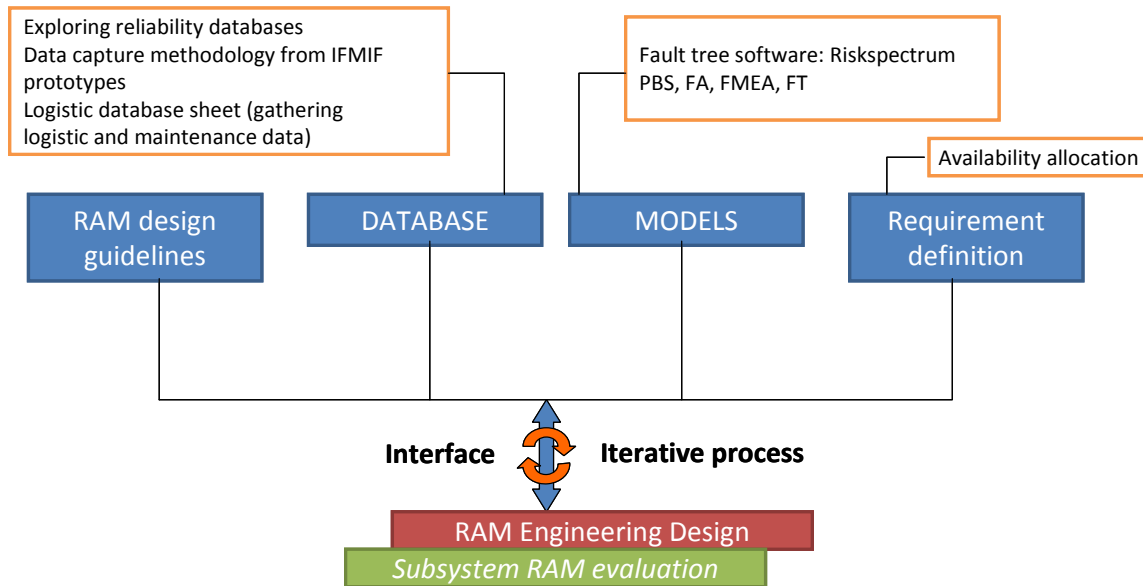 Exploring reliability databases
Data capture methodology from IFMIF
prototypes
Logistic database sheet (gathering
logistic and maintenance data)
Fault tree software: Riskspectrum
PBS, FA, FMEA, FT
Availability allocation
RAM design
guidelines
DATABASE
MODELS
Requirement
definition
Interface
Iterative process
RAM Engineering Design
Subsystem RAM evaluation